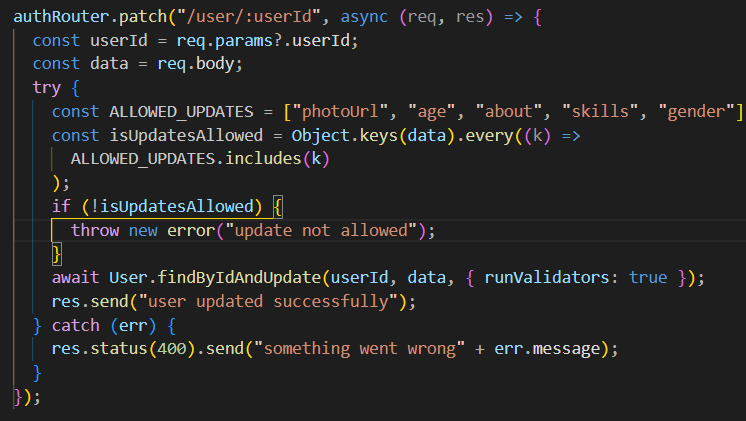 authRouter.patch("/user/:userId", async (req, res) => {
  const userId = req.params?.userId;
  const data = req.body;
  try {
    const ALLOWED_UPDATES = ["photoUrl", "age", "about", "skills", "gender"]
    const isUpdatesAllowed = Object.keys(data).every((k) =>
      ALLOWED_UPDATES.includes(k)
    );
    if (!isUpdatesAllowed) {
      throw new error("update not allowed");
    }
    await User.findByIdAndUpdate(userId, data, { runValidators: true });
    res.send("user updated successfully");
  } catch (err) {
    res.status(400).send("something went wrong" + err.message);
  }
});